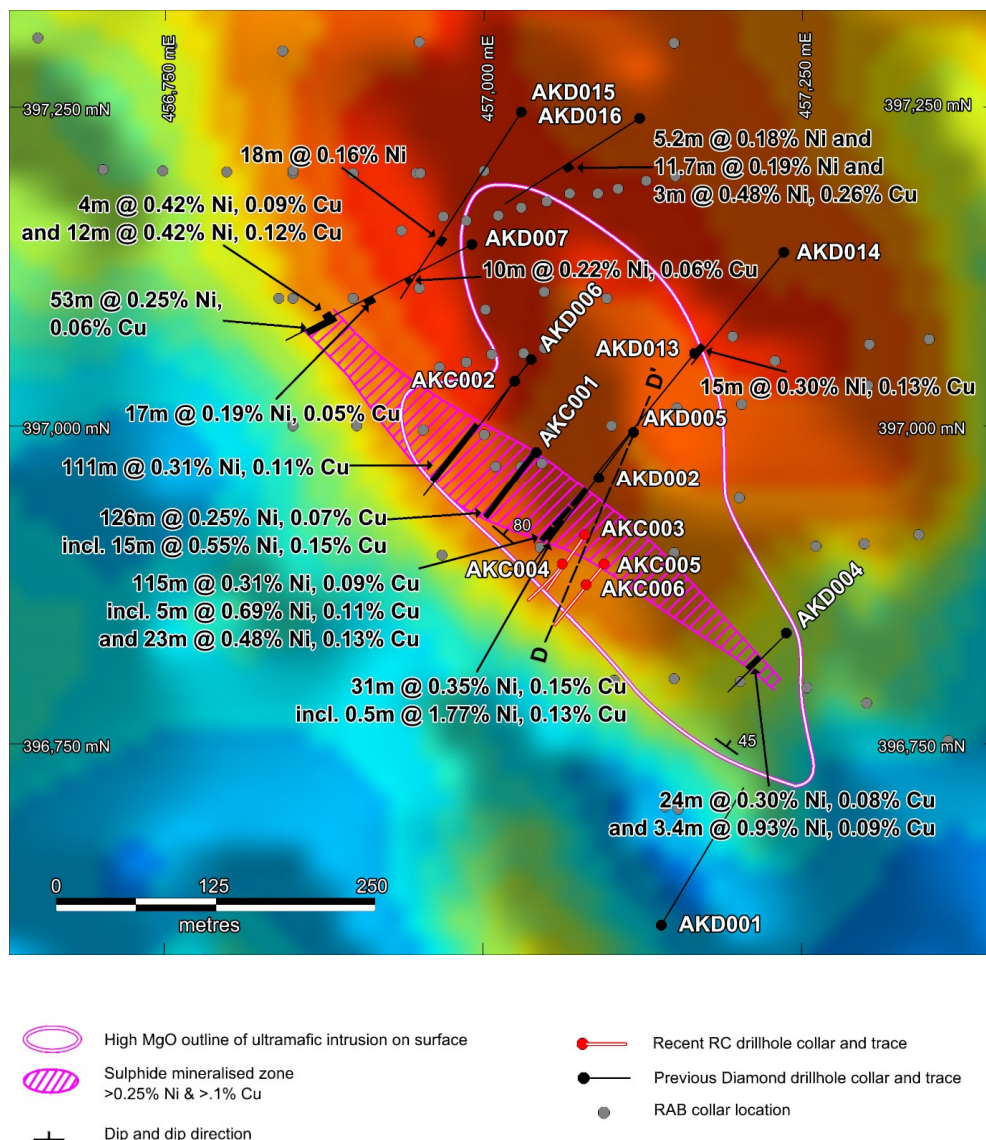 456,750 mE
457,000 mE
457,250 mE
397,250 mN
397,250 mN
AKD015
AKD016
5.2m @ 0.18% Ni and
11.7m @ 0.19% Ni and
3m @ 0.48% Ni, 0.26% Cu
18m @ 0.16% Ni
4m @ 0.42% Ni, 0.09% Cu
and 12m @ 0.42% Ni, 0.12% Cu
AKD007
AKD014
10m @ 0.22% Ni, 0.06% Cu
53m @ 0.25% Ni,
0.06% Cu
AKD006
AKD013
AKC002
D'
15m @ 0.30% Ni, 0.13% Cu
17m @ 0.19% Ni, 0.05% Cu
AKC001
AKD005
397,000 mN
397,000 mN
111m @ 0.31% Ni, 0.11% Cu
AKD002
126m @ 0.25% Ni, 0.07% Cu
incl. 15m @ 0.55% Ni, 0.15% Cu
80
AKC003
AKC004
AKC005
AKC006
115m @ 0.31% Ni, 0.09% Cu
incl. 5m @ 0.69% Ni, 0.11% Cu
and 23m @ 0.48% Ni, 0.13% Cu
AKD004
D
31m @ 0.35% Ni, 0.15% Cu
incl. 0.5m @ 1.77% Ni, 0.13% Cu
396,750 mN
45
396,750 mN
24m @ 0.30% Ni, 0.08% Cu
and 3.4m @ 0.93% Ni, 0.09% Cu
0 125 250
metres
AKD001
High MgO outline of ultramafic intrusion on surface
Sulphide mineralised zone
>0.25% Ni & >.1% Cu
Dip and dip direction
Recent RC drillhole collar and trace
Previous Diamond drillhole collar and trace
RAB collar location